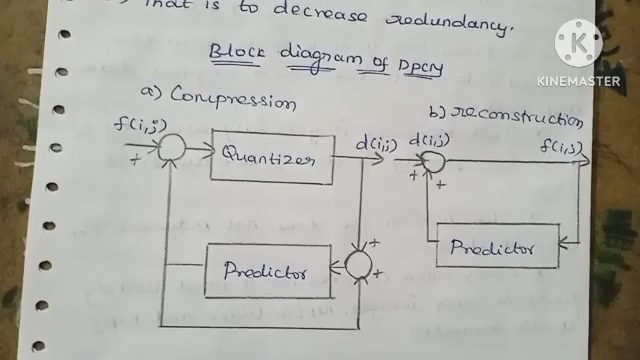 that is to decrease redundancy.
Block diagram of DPCM
KINEMASTER
a) Compression
b) reconstruction
f(i,j)
d(i,j)
d(i,j)
f(i,j)
+
Quantizer
+
+
+
+
Predictor
Predictor